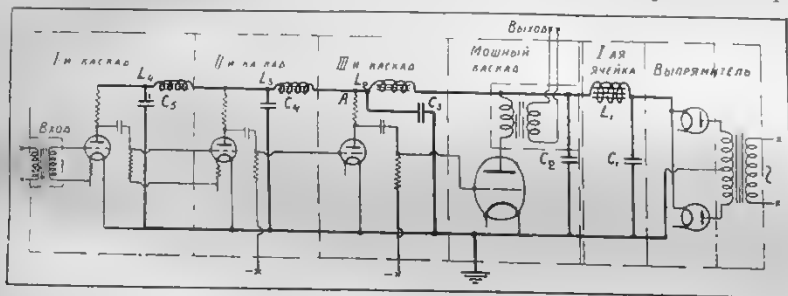 Выход
I-й каскад
L₄
II-й каскад
L₃
III-й каскад
L₂
Мощный
каскад
I ая
ячейка
Выпрямитель
Вход
C₅
C₄
A
C₃
C₂
L₁
C₁